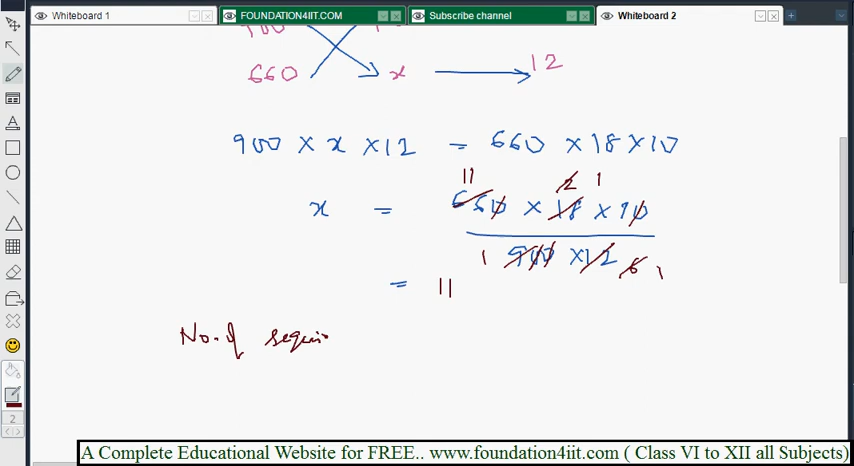 Whiteboard 1
FOUNDATION4IIT.COM
Subscribe channel
Whiteboard 2
900
660 x 12
900 × x × 12 = 660 × 18 × 10
11 2 1
x = 660 × 18 × 10
1 900 × 12 6 1
= 11
No. of requi
2
A Complete Educational Website for FREE.. www.foundation4iit.com ( Class VI to XII all Subjects)